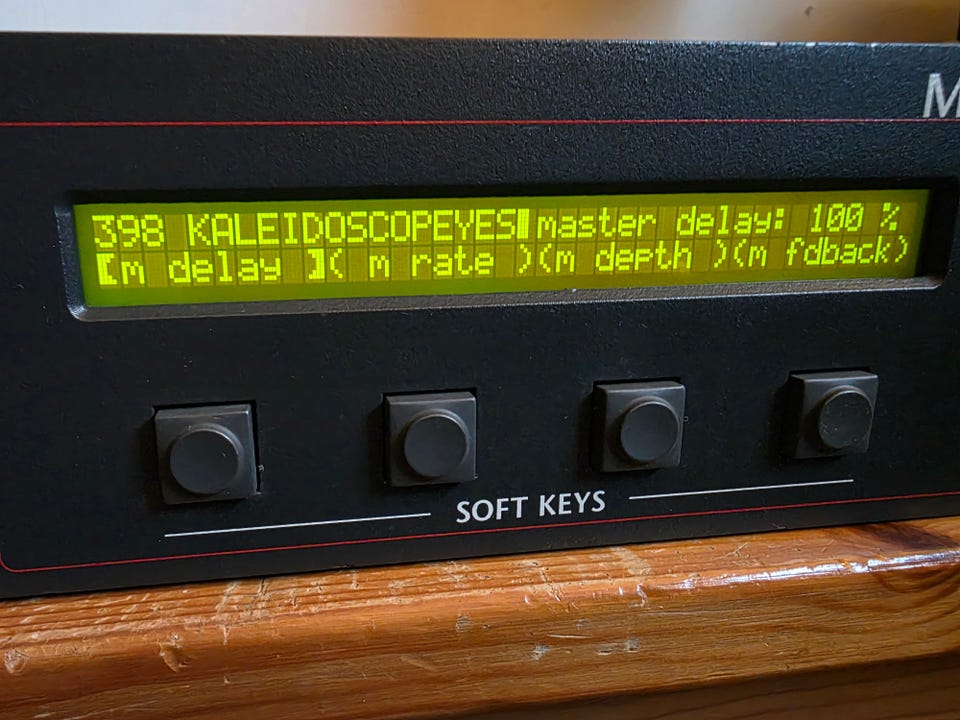 M
398 KALEIDOSCOPEYES master delay: 100 %
[m delay ]( m rate )(m depth )(m fdback)
SOFT KEYS